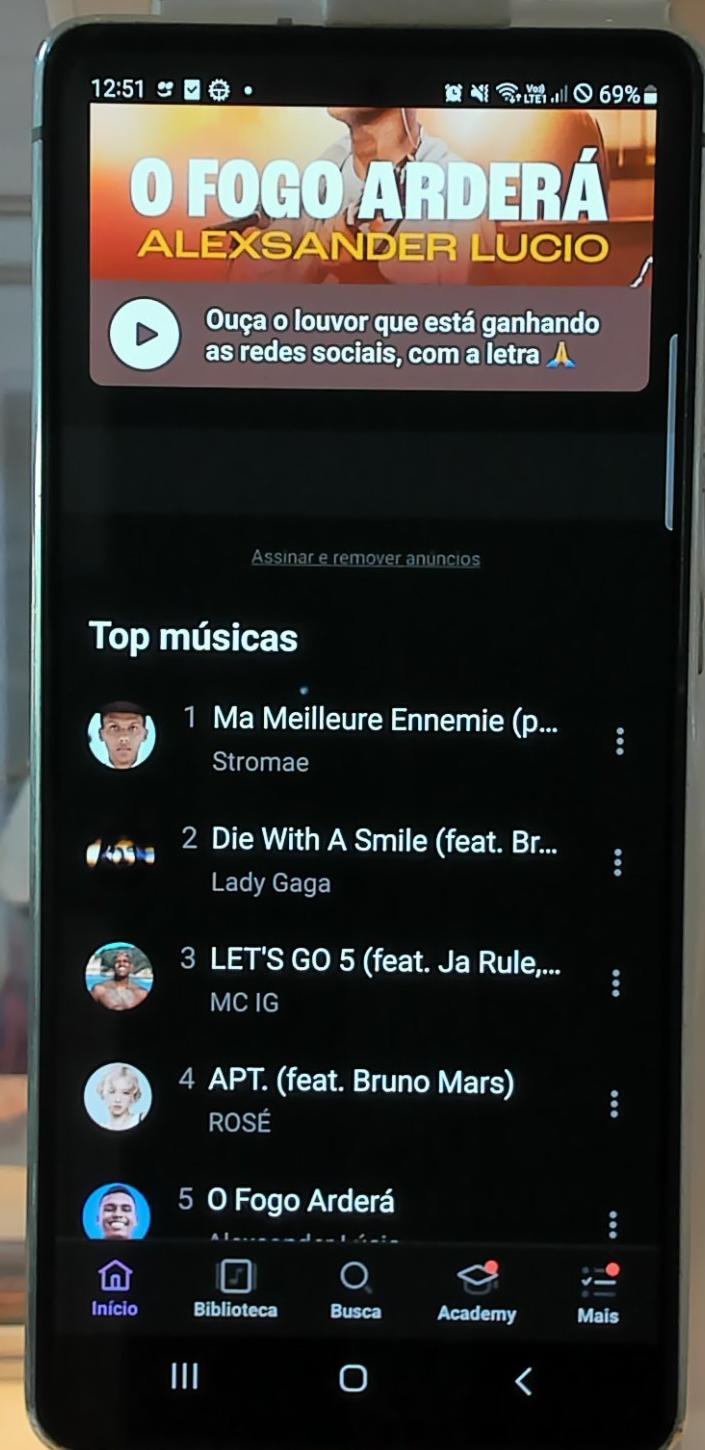 12:51
Vo)) LTE1 69%
O FOGO ARDERÁ
ALEXSANDER LUCIO
Ouça o louvor que está ganhando
as redes sociais, com a letra 🙏
Assinar e remover anúncios
Top músicas
1 Ma Meilleure Ennemie (p...
Stromae
2 Die With A Smile (feat. Br...
Lady Gaga
3 LET'S GO 5 (feat. Ja Rule,...
MC IG
4 APT. (feat. Bruno Mars)
ROSÉ
5 O Fogo Arderá
Início Biblioteca Busca Academy Mais